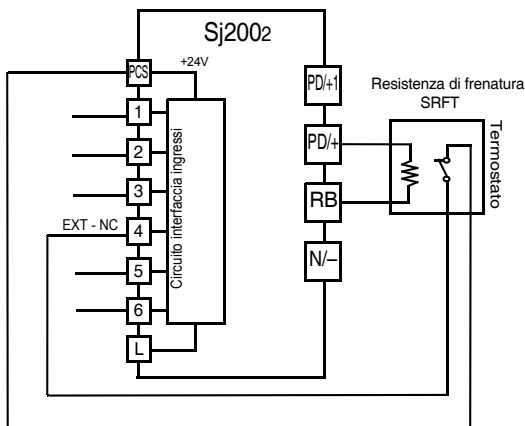 Sj2002
PCS
+24V
1
2
3
EXT - NC
4
5
6
L
Circuito interfaccia ingressi
PD/+1
PD/+
RB
N/–
Resistenza di frenatura
SRFT
Termostato